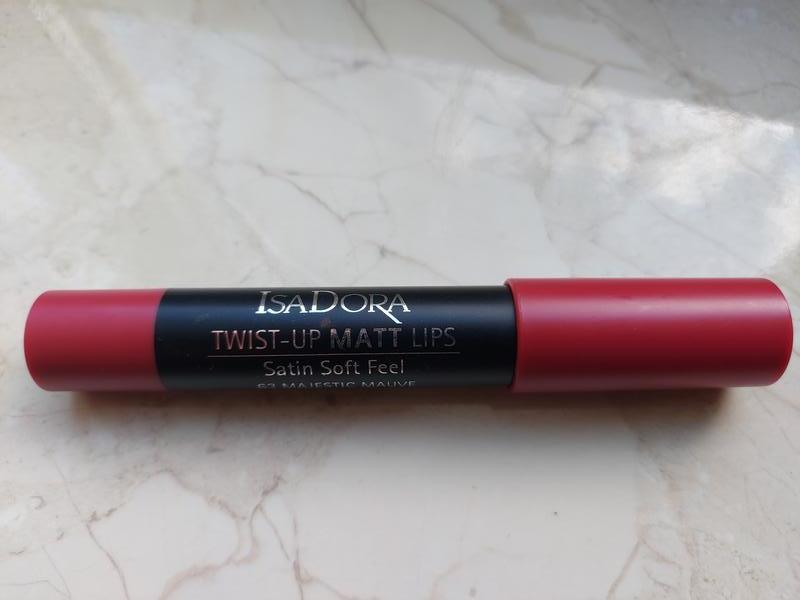 ISADORA
TWIST-UP MATT LIPS
Satin Soft Feel
63 MAJESTIC MAUVE